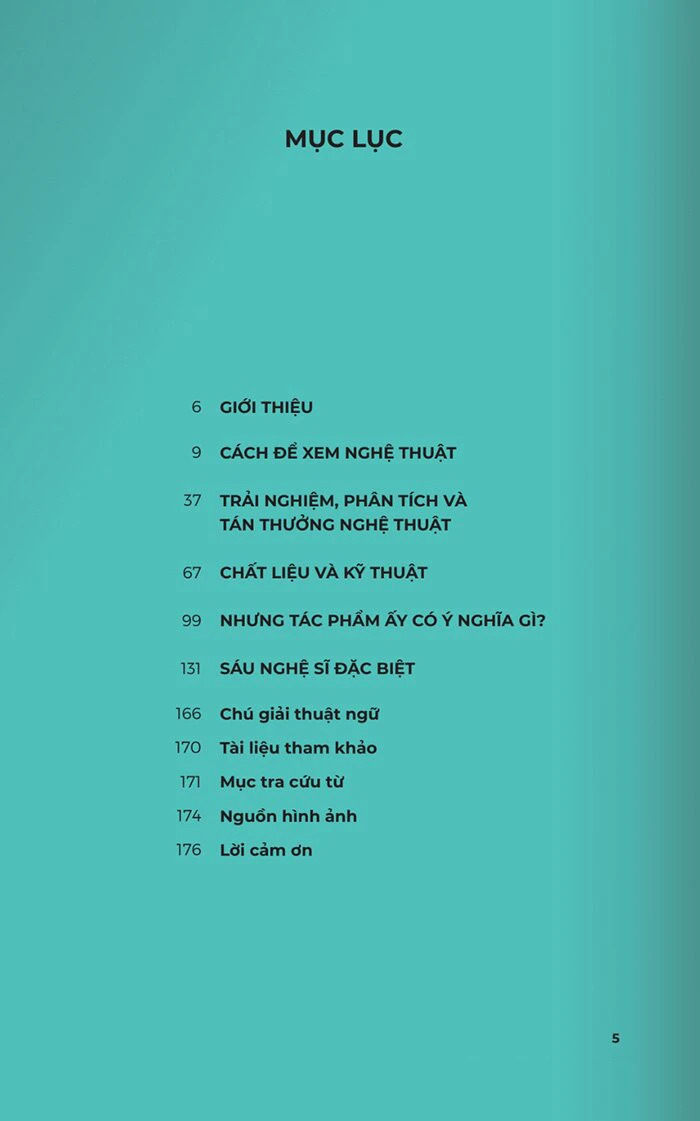 MỤC LỤC
6 GIỚI THIỆU
9 CÁCH ĐỂ XEM NGHỆ THUẬT
37 TRẢI NGHIỆM, PHÂN TÍCH VÀ
TÁN THƯỞNG NGHỆ THUẬT
67 CHẤT LIỆU VÀ KỸ THUẬT
99 NHƯNG TÁC PHẨM ẤY CÓ Ý NGHĨA GÌ?
131 SÁU NGHỆ SĨ ĐẶC BIỆT
166 Chú giải thuật ngữ
170 Tài liệu tham khảo
171 Mục tra cứu từ
174 Nguồn hình ảnh
176 Lời cảm ơn
5